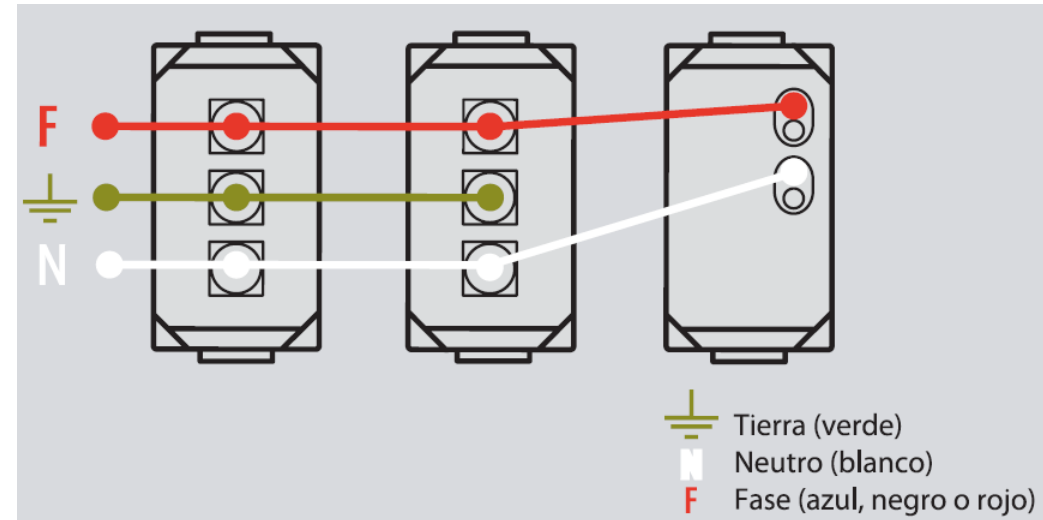 F
N
Tierra (verde)
N Neutro (blanco)
F Fase (azul, negro o rojo)